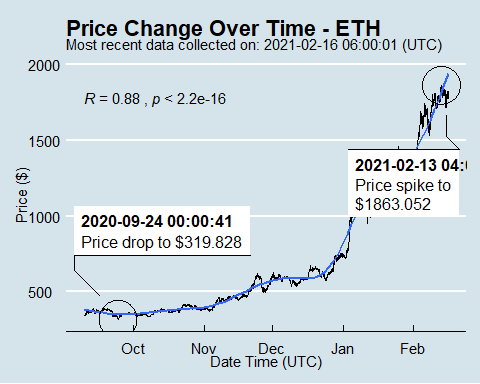 Price Change Over Time - ETH
Most recent data collected on: 2021-02-16 06:00:01 (UTC)
2000
R = 0.88 , p < 2.2e-16
1500
2021-02-13 04:0
Price spike to
$1863.052
Price ($)
1000
2020-09-24 00:00:41
Price drop to $319.828
500
Oct
Nov
Dec
Jan
Feb
Date Time (UTC)